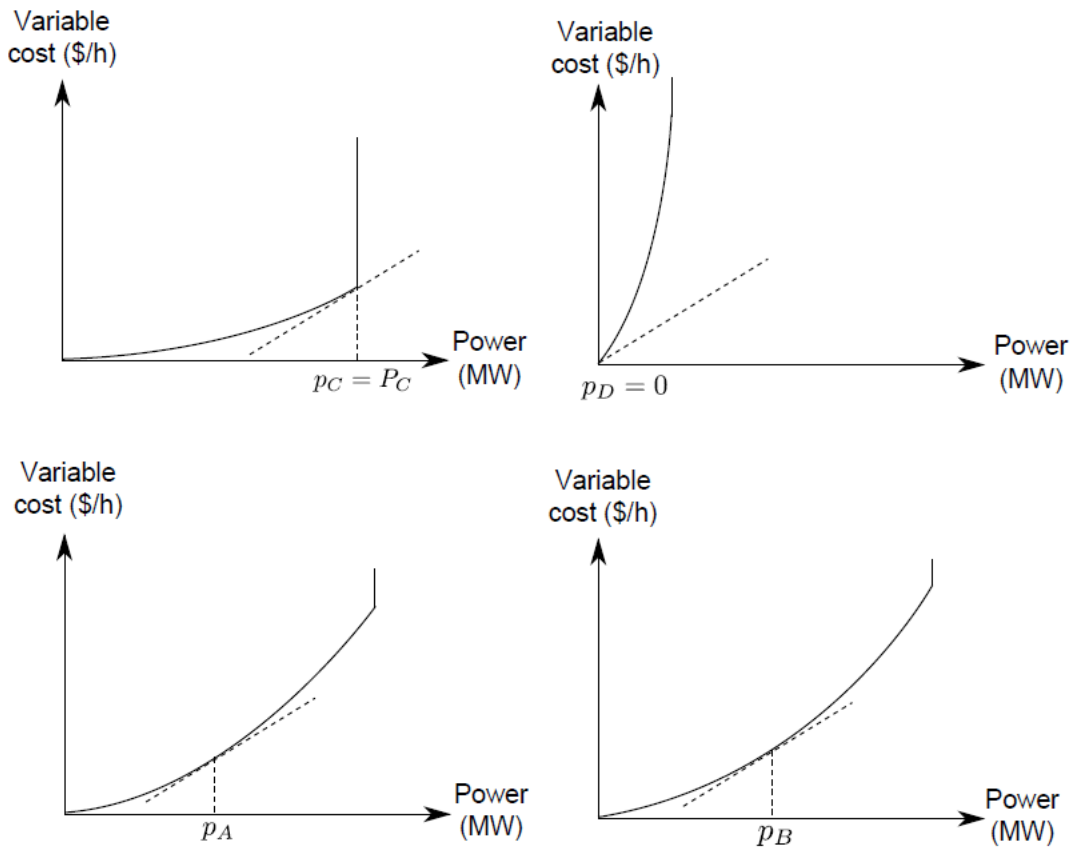 Variable
cost ($/h)
Power
(MW)
p_C = P_C
Variable
cost ($/h)
Power
(MW)
p_D = 0
Variable
cost ($/h)
Power
(MW)
p_A
Variable
cost ($/h)
Power
(MW)
p_B